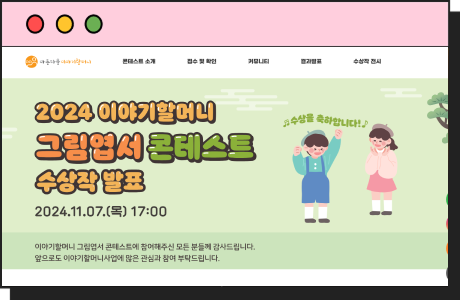 아름다운 이야기할머니
콘테스트 소개 접수 및 확인 커뮤니티 결과발표 수상작 전시
2024 이야기할머니
그림엽서 콘테스트
수상작 발표
♫수상을 축하합니다!♪
2024.11.07.(목) 17:00
이야기할머니 그림엽서 콘테스트에 참여해주신 모든 분들께 감사드립니다.
앞으로도 이야기할머니사업에 많은 관심과 참여 부탁드립니다.